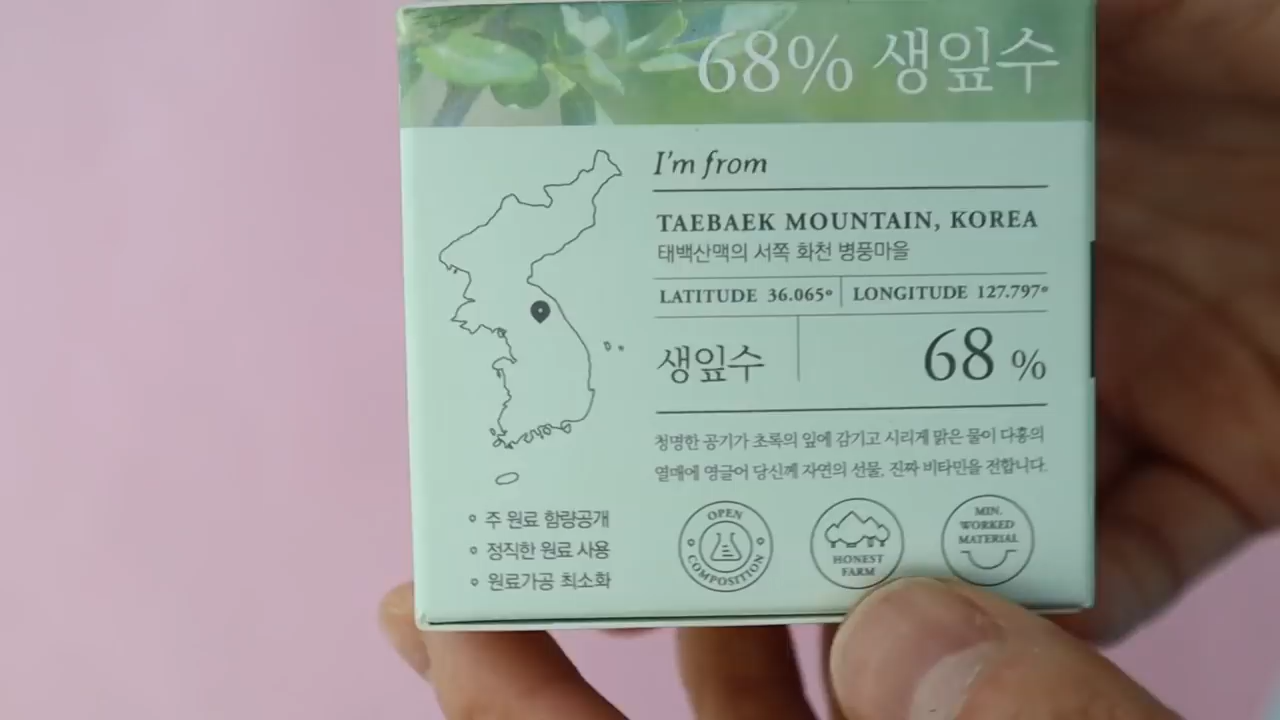 68% 생잎수
I'm from
TAEBAEK MOUNTAIN, KOREA
태백산맥의 서쪽 화천 병풍마을
LATITUDE 36.065° LONGITUDE 127.797°
생잎수 68 %
청명한 공기가 초록의 잎에 감기고 시리게 맑은 물이 다홍의
열매에 영글어 당신께 자연의 선물, 진짜 비타민을 전합니다.
주 원료 함량공개
정직한 원료 사용
원료가공 최소화
OPEN
COMPOSITION
HONEST
FARM
MIN.
WORKED
MATERIAL